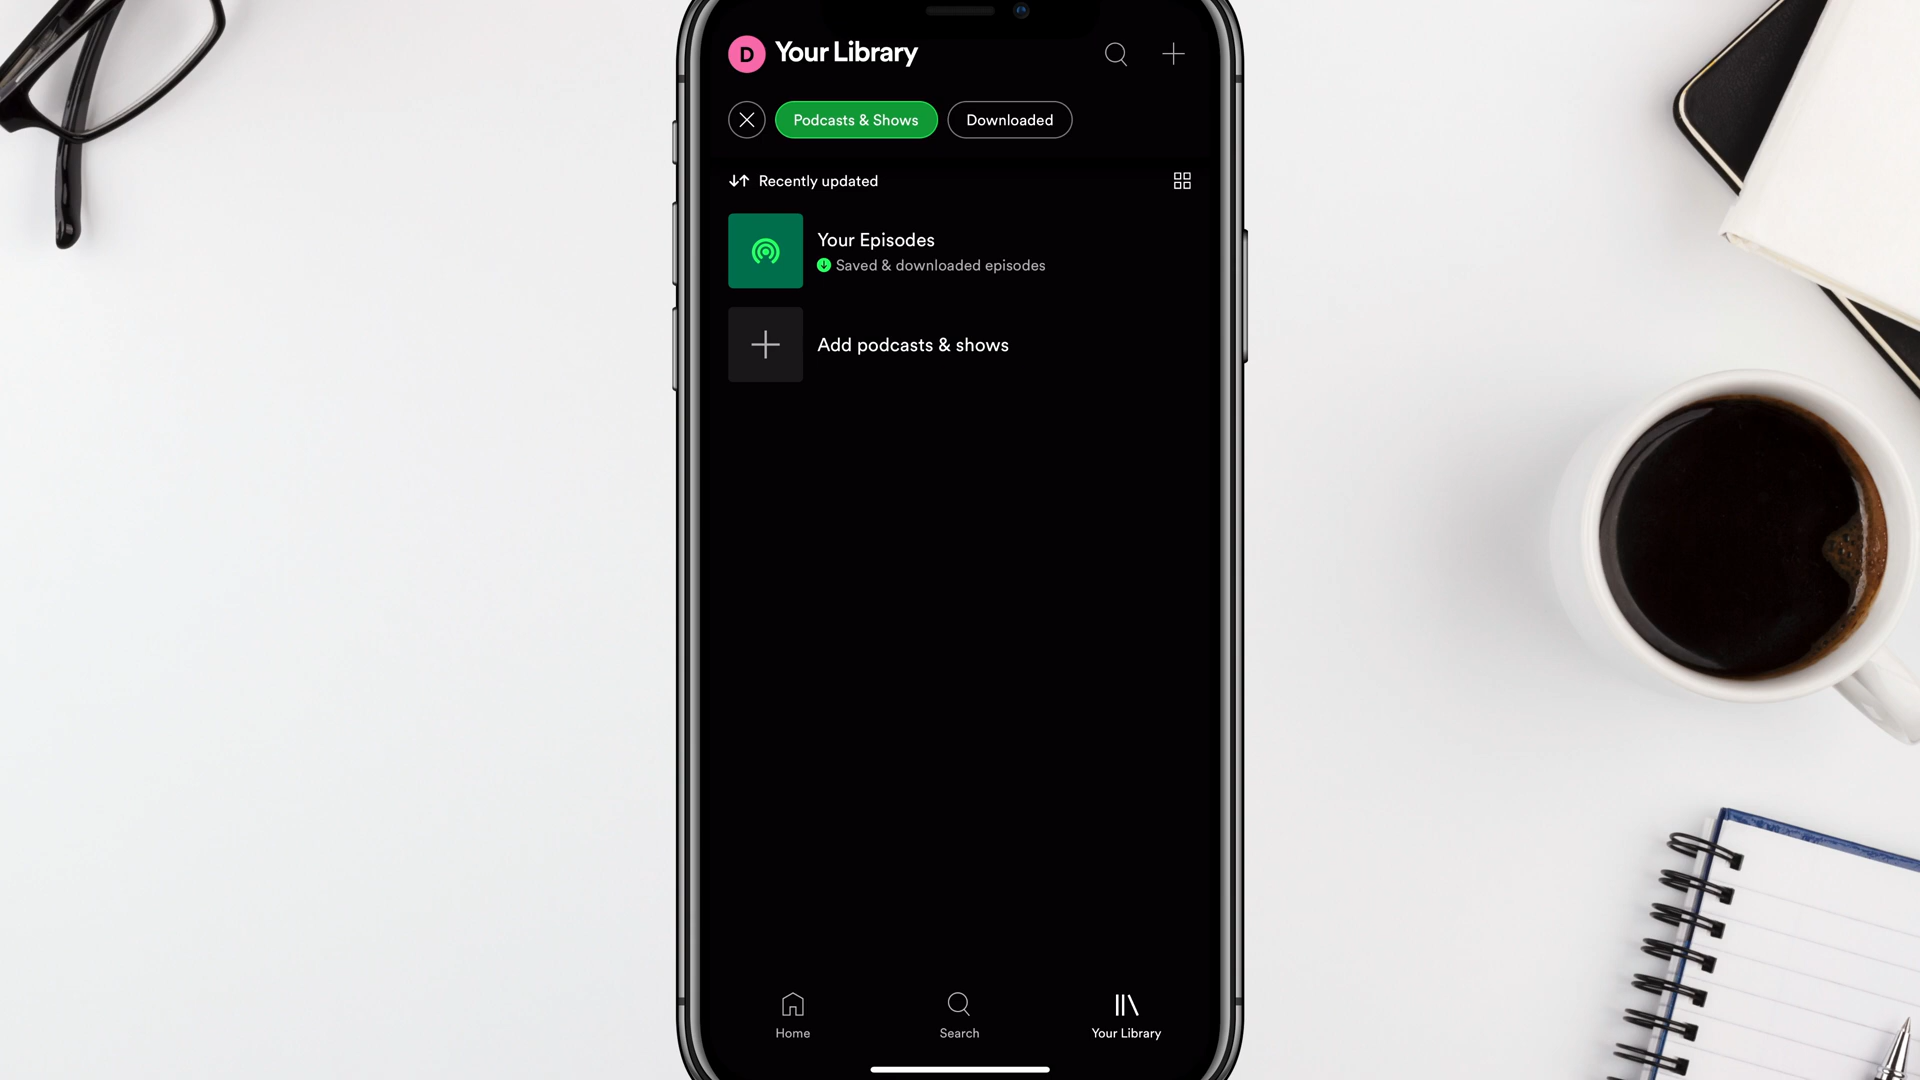 D Your Library
Podcasts & Shows Downloaded
Recently updated
Your Episodes
Saved & downloaded episodes
Add podcasts & shows
Home Search Your Library